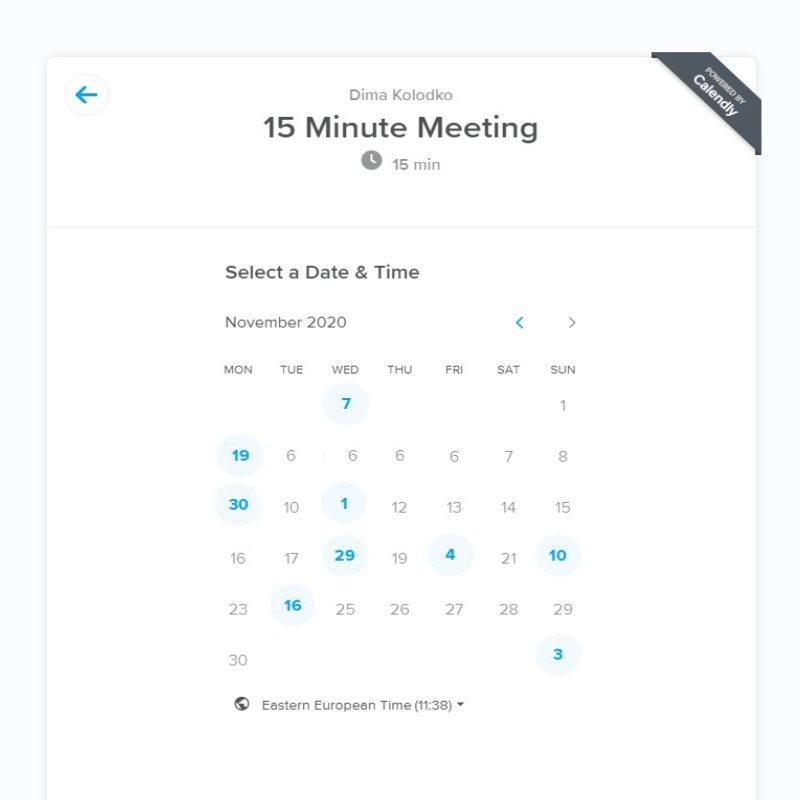 POWERED BY
Calendly
Dima Kolodko
15 Minute Meeting
15 min
Select a Date & Time
November 2020
MON TUE WED THU FRI SAT SUN
7 1
19 6 6 6 6 7 8
30 10 1 12 13 14 15
16 17 29 19 4 21 10
23 16 25 26 27 28 29
30 3
Eastern European Time (11:38)